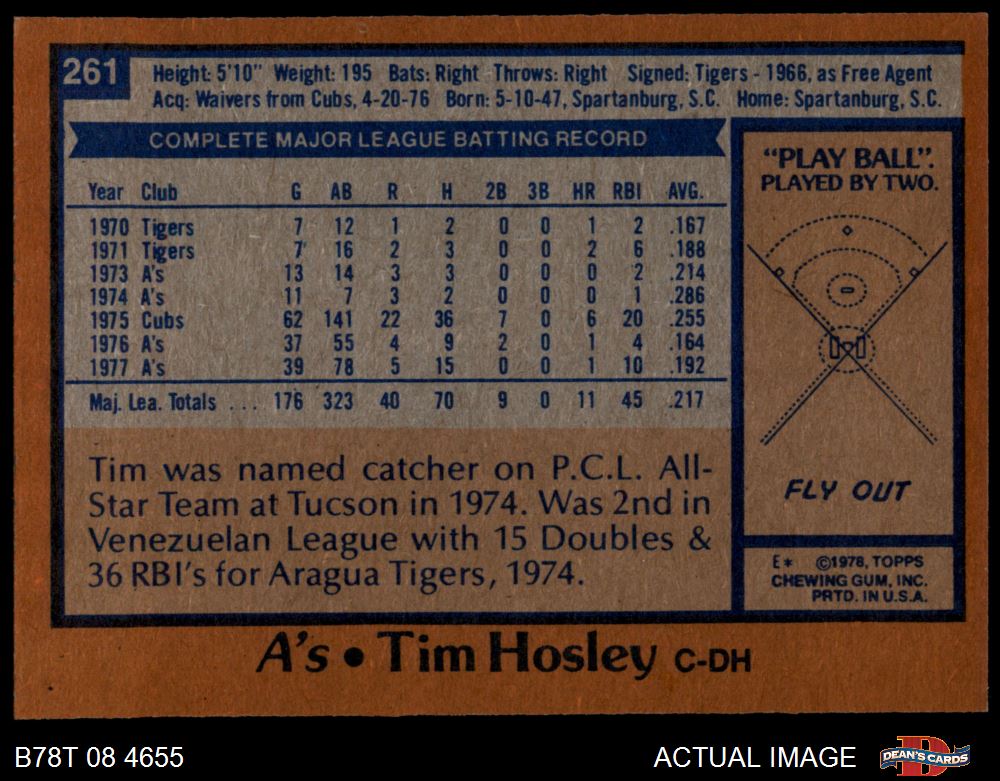 261
Height: 5'10" Weight: 195 Bats: Right Throws: Right Signed: Tigers - 1966, as Free Agent
Acq: Waivers from Cubs, 4-20-76 Born: 5-10-47, Spartanburg, S.C. Home: Spartanburg, S.C.
COMPLETE MAJOR LEAGUE BATTING RECORD
Year Club G AB R H 2B 3B HR RBI AVG.
1970 Tigers 7 12 1 2 0 0 1 2 .167
1971 Tigers 7 16 2 3 0 0 2 6 .188
1973 A's 13 14 3 3 0 0 0 2 .214
1974 A's 11 7 3 2 0 0 0 1 .286
1975 Cubs 62 141 22 36 7 0 6 20 .255
1976 A's 37 55 4 9 2 0 1 4 .164
1977 A's 39 78 5 15 0 0 1 10 .192
Maj. Lea. Totals ... 176 323 40 70 9 0 11 45 .217
Tim was named catcher on P.C.L. All-
Star Team at Tucson in 1974. Was 2nd in
Venezuelan League with 15 Doubles &
36 RBI's for Aragua Tigers, 1974.
"PLAY BALL".
PLAYED BY TWO.
FLY OUT
E* ©1978, TOPPS
CHEWING GUM, INC.
PRTD. IN U.S.A.
A's • Tim Hosley C-DH
B78T 08 4655
ACTUAL IMAGE
DEAN'S CARDS